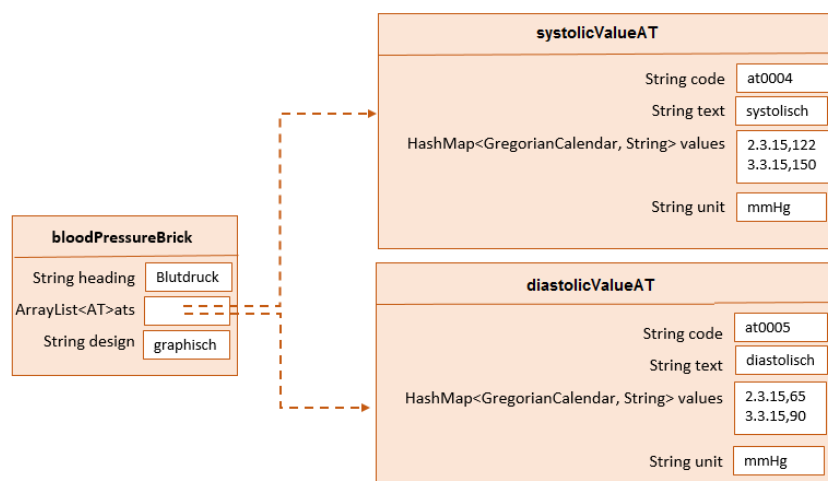 systolicValueAT
String code at0004
String text systolisch
HashMap<GregorianCalendar, String> values 2.3.15,122
3.3.15,150
String unit mmHg
bloodPressureBrick
String heading Blutdruck
ArrayList<AT>ats
String design graphisch
diastolicValueAT
String code at0005
String text diastolisch
HashMap<GregorianCalendar, String> values 2.3.15,65
3.3.15,90
String unit mmHg